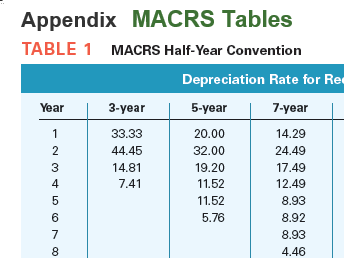 Appendix MACRS Tables
TABLE 1 MACRS Half-Year Convention
Depreciation Rate for Re
Year 3-year 5-year 7-year
1 33.33 20.00 14.29
2 44.45 32.00 24.49
3 14.81 19.20 17.49
4 7.41 11.52 12.49
5 11.52 8.93
6 5.76 8.92
7 8.93
8 4.46